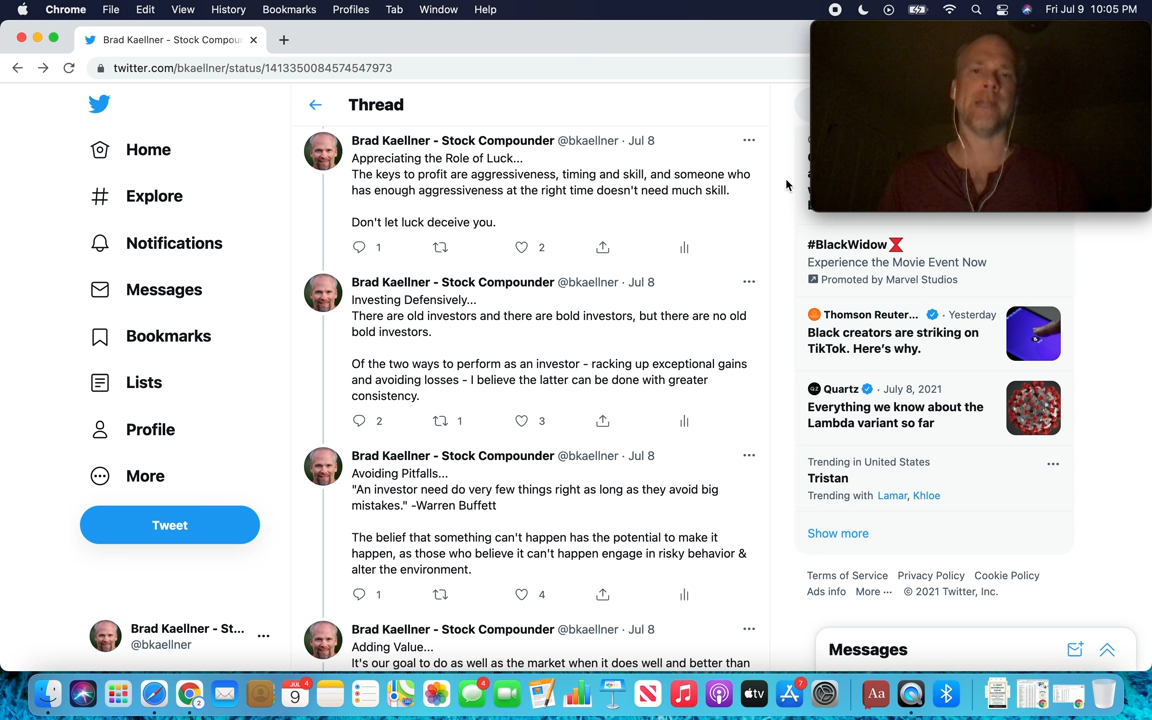 Chrome File Edit View History Bookmarks Profiles Tab Window Help
Fri Jul 9 10:05 PM
Brad Kaellner - Stock Compou
twitter.com/bkaellner/status/1413350084574547973
Home
Explore
Notifications
Messages
Bookmarks
Lists
Profile
More
Tweet
Brad Kaellner - St...
@bkaellner
Thread
Brad Kaellner - Stock Compounder @bkaellner · Jul 8
Appreciating the Role of Luck...
The keys to profit are aggressiveness, timing and skill, and someone who
has enough aggressiveness at the right time doesn't need much skill.
Don't let luck deceive you.
1 2
Brad Kaellner - Stock Compounder @bkaellner · Jul 8
Investing Defensively...
There are old investors and there are bold investors, but there are no old
bold investors.
Of the two ways to perform as an investor - racking up exceptional gains
and avoiding losses - I believe the latter can be done with greater
consistency.
2 1 3
Brad Kaellner - Stock Compounder @bkaellner · Jul 8
Avoiding Pitfalls...
"An investor need do very few things right as long as they avoid big
mistakes." -Warren Buffett
The belief that something can't happen has the potential to make it
happen, as those who believe it can't happen engage in risky behavior &
alter the environment.
1 4
Brad Kaellner - Stock Compounder @bkaellner · Jul 8
Adding Value...
It's our goal to do as well as the market when it does well and better than
#BlackWidow
Experience the Movie Event Now
Promoted by Marvel Studios
Thomson Reuter... · Yesterday
Black creators are striking on
TikTok. Here's why.
Quartz · July 8, 2021
Everything we know about the
Lambda variant so far
Trending in United States
Tristan
Trending with Lamar, Khloe
Show more
Terms of Service Privacy Policy Cookie Policy
Ads info More ··· © 2021 Twitter, Inc.
Messages
4
JUL
9
4
2
tv
7
Aa